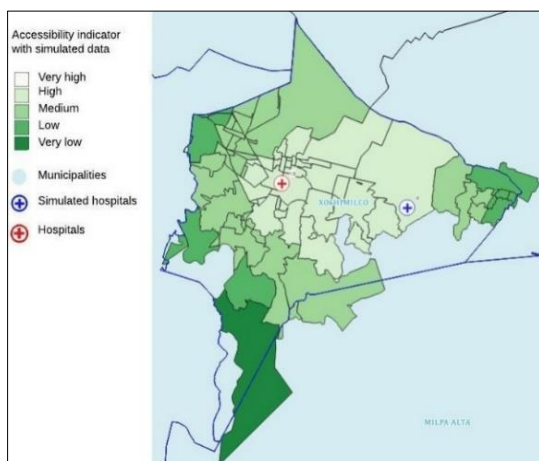 Accessibility indicator
with simulated data
Very high
High
Medium
Low
Very low
Municipalities
Simulated hospitals
Hospitals
XOCHIMILCO
MILPA ALTA